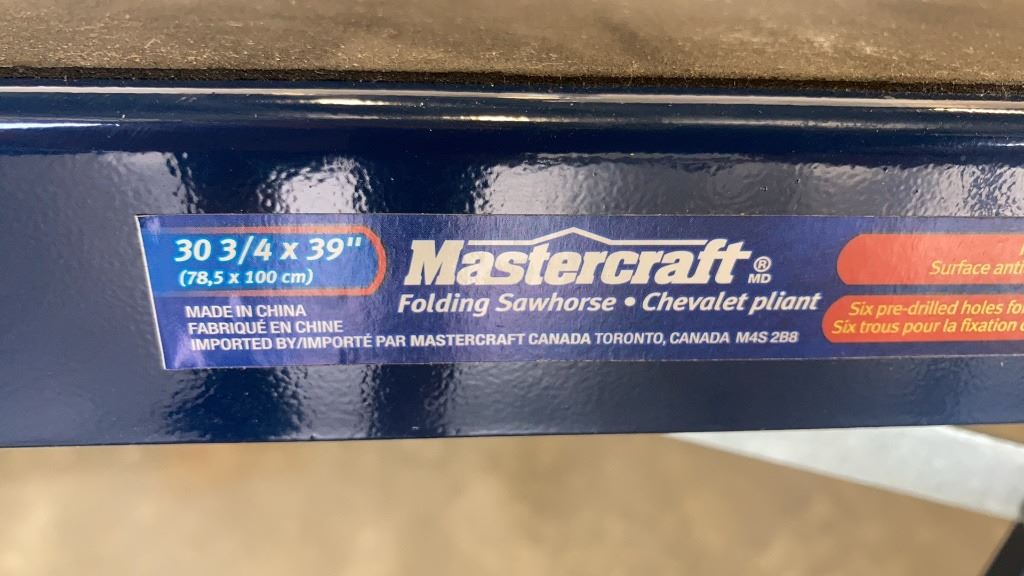 30 3/4 x 39"
(78,5 x 100 cm)
MADE IN CHINA
FABRIQUÉ EN CHINE
IMPORTED BY/IMPORTÉ PAR MASTERCRAFT CANADA TORONTO, CANADA M4S 2B8
Mastercraft ® MD
Folding Sawhorse • Chevalet pliant
Surface
Six pre-drilled holes
Six trous pour la fixation